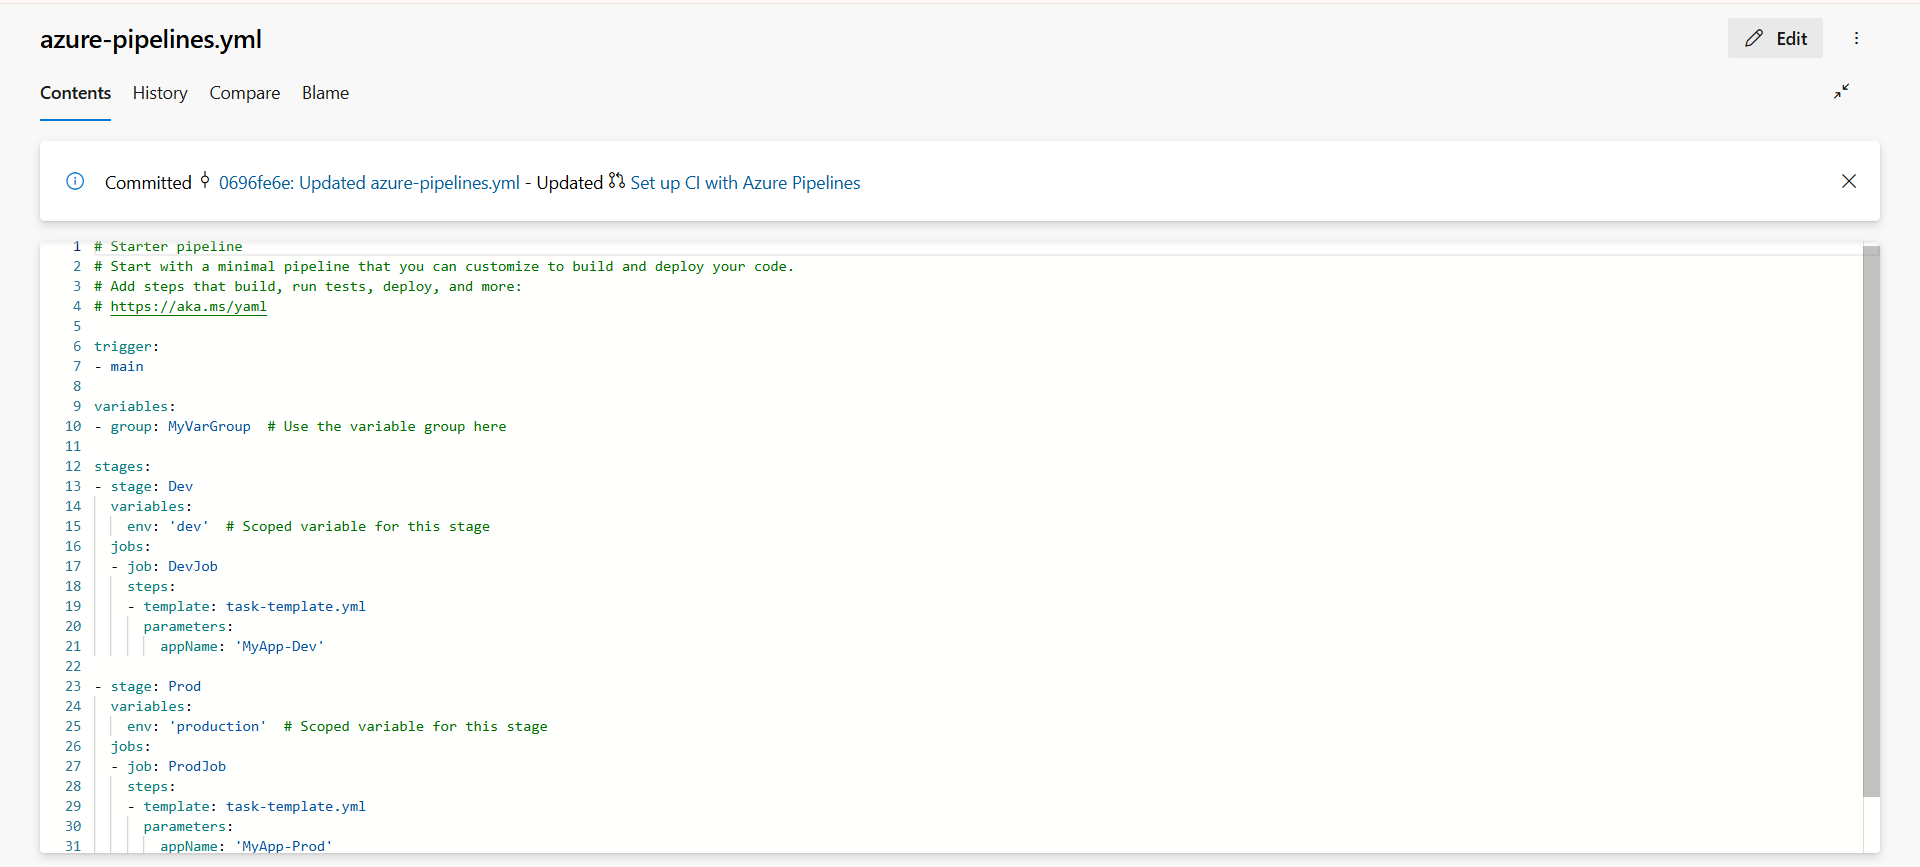 azure-pipelines.yml
Edit
Contents History Compare Blame
Committed 0696fe6e: Updated azure-pipelines.yml - Updated Set up CI with Azure Pipelines
1 # Starter pipeline
2 # Start with a minimal pipeline that you can customize to build and deploy your code.
3 # Add steps that build, run tests, deploy, and more:
4 # https://aka.ms/yaml
5
6 trigger:
7 - main
8
9 variables:
10 - group: MyVarGroup  # Use the variable group here
11
12 stages:
13 - stage: Dev
14   variables:
15     env: 'dev'  # Scoped variable for this stage
16   jobs:
17   - job: DevJob
18     steps:
19     - template: task-template.yml
20       parameters:
21         appName: 'MyApp-Dev'
22
23 - stage: Prod
24   variables:
25     env: 'production'  # Scoped variable for this stage
26   jobs:
27   - job: ProdJob
28     steps:
29     - template: task-template.yml
30       parameters:
31         appName: 'MyApp-Prod'